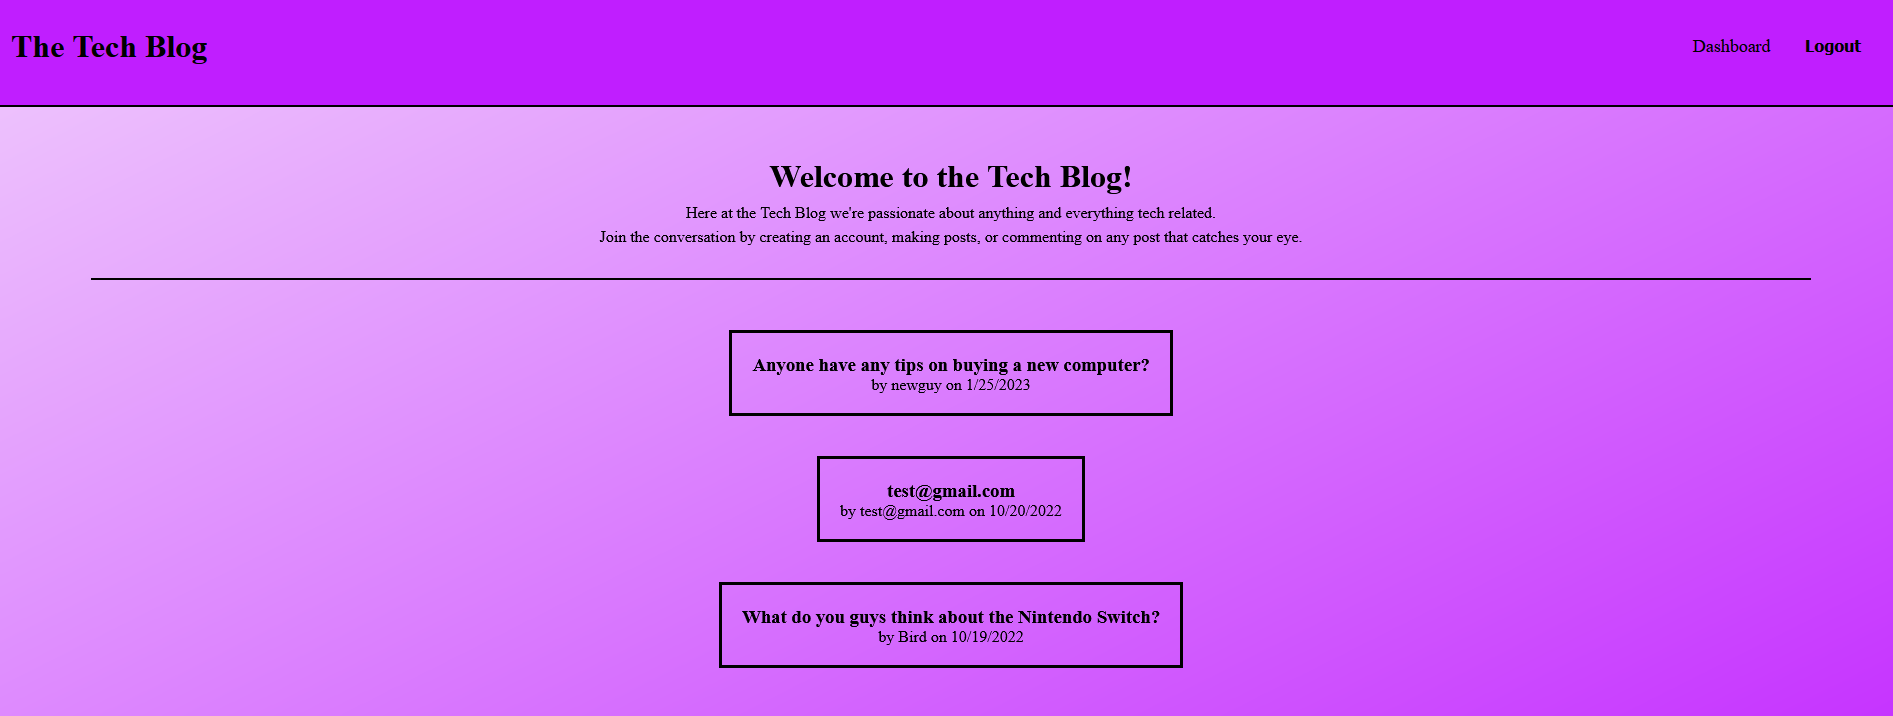 The Tech Blog
Dashboard
Logout
Welcome to the Tech Blog!
Here at the Tech Blog we're passionate about anything and everything tech related.
Join the conversation by creating an account, making posts, or commenting on any post that catches your eye.
Anyone have any tips on buying a new computer?
by newguy on 1/25/2023
test@gmail.com
by test@gmail.com on 10/20/2022
What do you guys think about the Nintendo Switch?
by Bird on 10/19/2022